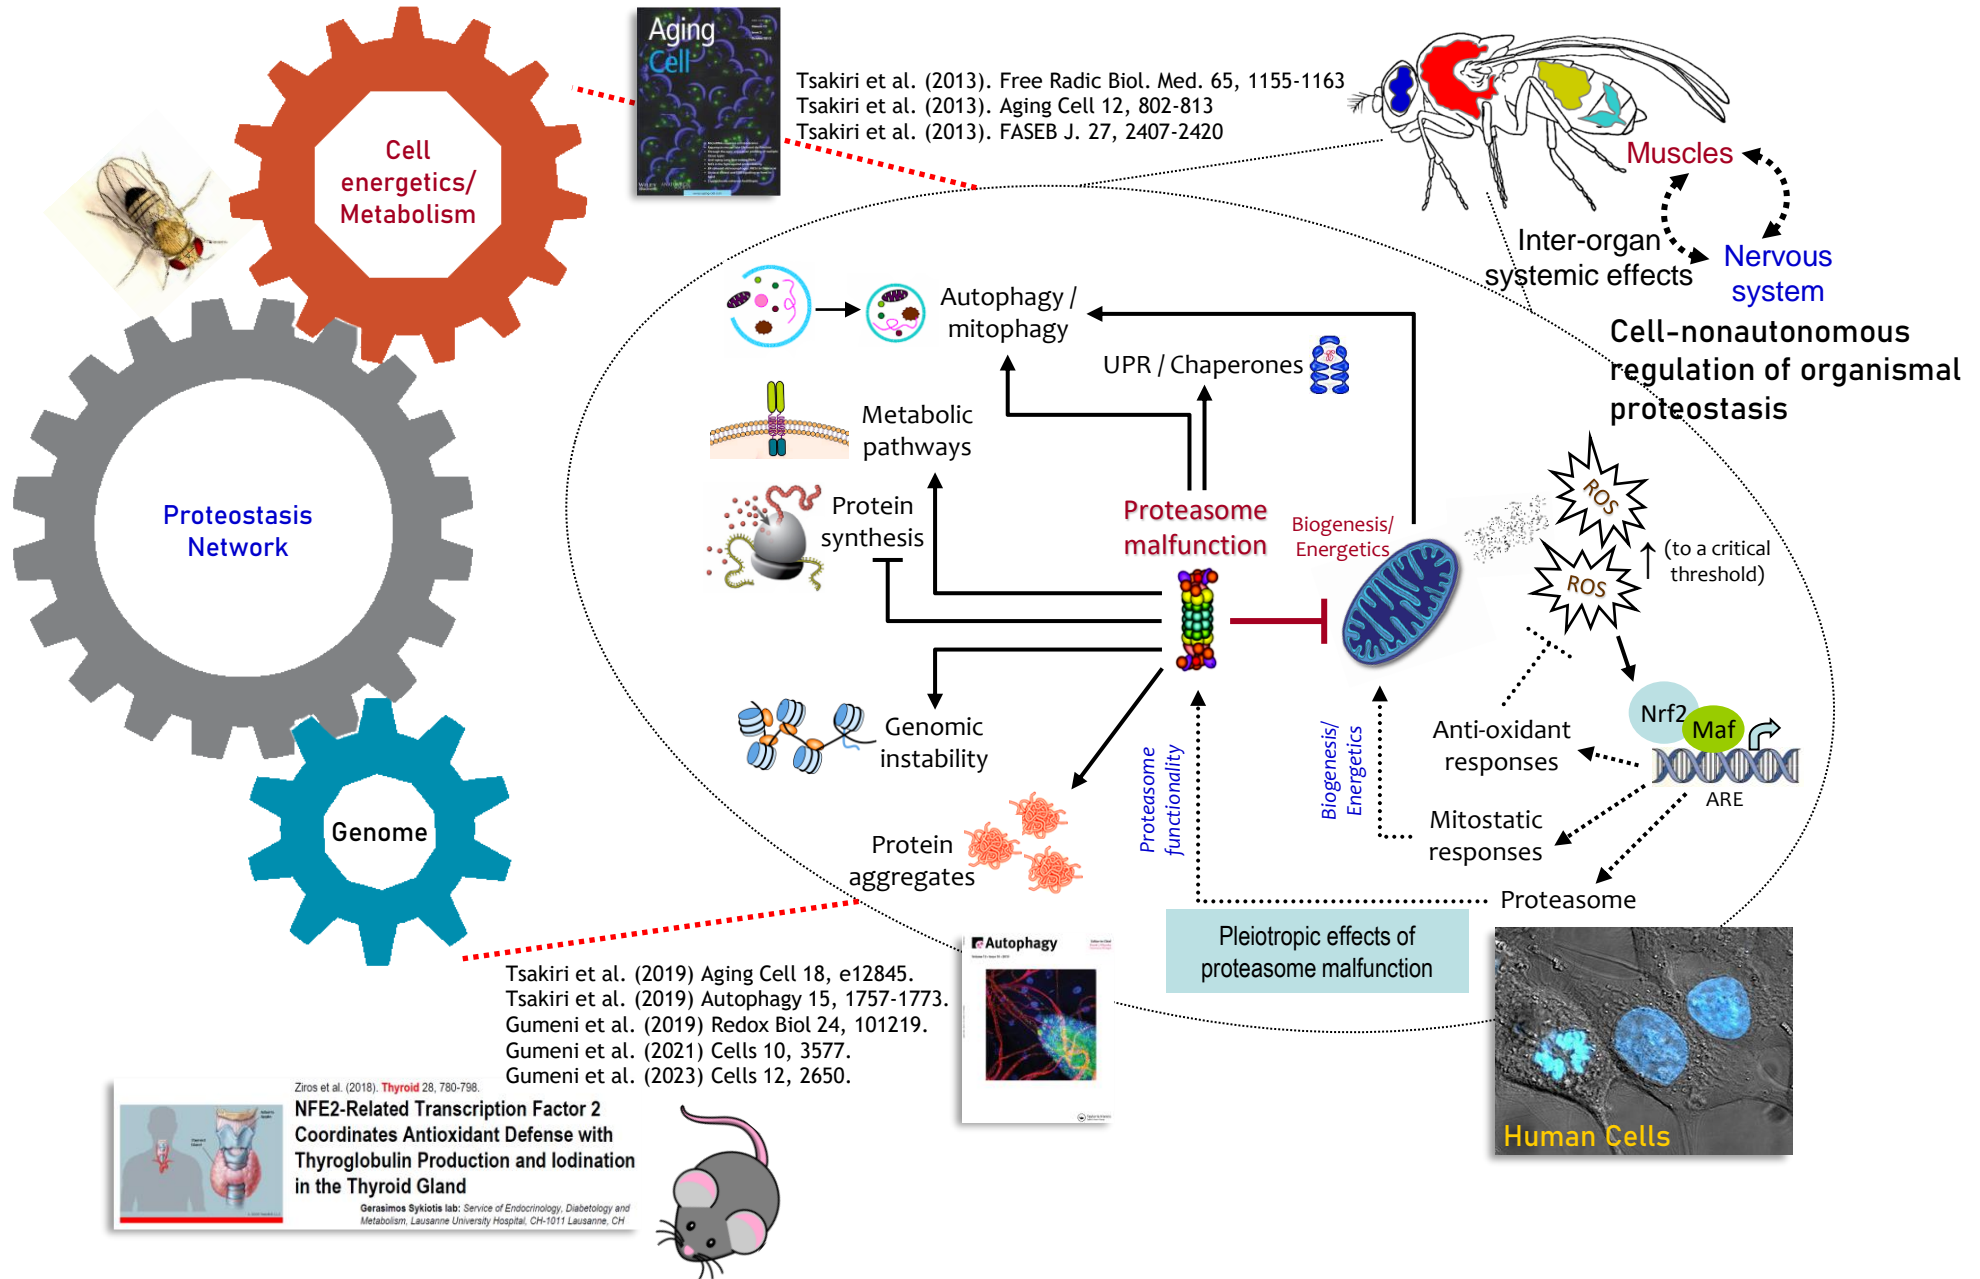 Cell
energetics/
Metabolism
Proteostasis
Network
Genome
Aging
Cell
Tsakiri et al. (2013). Free Radic Biol. Med. 65, 1155-1163
Tsakiri et al. (2013). Aging Cell 12, 802-813
Tsakiri et al. (2013). FASEB J. 27, 2407-2420
Muscles
Inter-organ
systemic effects
Nervous
system
Cell-nonautonomous
regulation of organismal
proteostasis
Autophagy /
mitophagy
UPR / Chaperones
Metabolic
pathways
Protein
synthesis
Proteasome
malfunction
Biogenesis/
Energetics
ROS
ROS
↑ (to a critical
threshold)
Nrf2
Maf
ARE
Anti-oxidant
responses
Mitostatic
responses
Proteasome
Biogenesis/
Energetics
Proteasome
functionality
Genomic
instability
Protein
aggregates
Pleiotropic effects of
proteasome malfunction
Autophagy
Human Cells
Tsakiri et al. (2019) Aging Cell 18, e12845.
Tsakiri et al. (2019) Autophagy 15, 1757-1773.
Gumeni et al. (2019) Redox Biol 24, 101219.
Gumeni et al. (2021) Cells 10, 3577.
Gumeni et al. (2023) Cells 12, 2650.
Ziros et al. (2018). Thyroid 28, 780-798.
NFE2-Related Transcription Factor 2
Coordinates Antioxidant Defense with
Thyroglobulin Production and Iodination
in the Thyroid Gland
Gerasimos Sykiotis lab: Service of Endocrinology, Diabetology and
Metabolism, Lausanne University Hospital, CH-1011 Lausanne, CH